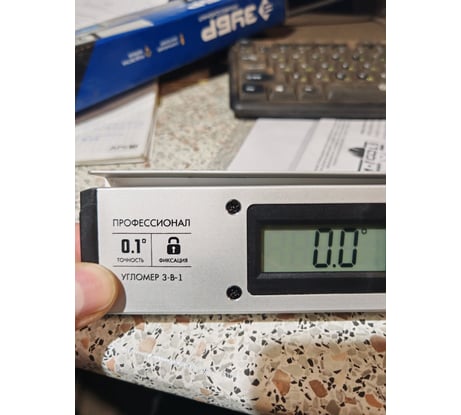 ЗУБР
ПРОФЕССИОНАЛ
0.1°
ТОЧНОСТЬ
ФИКСАЦИЯ
УГЛОМЕР 3-В-1
0.0°